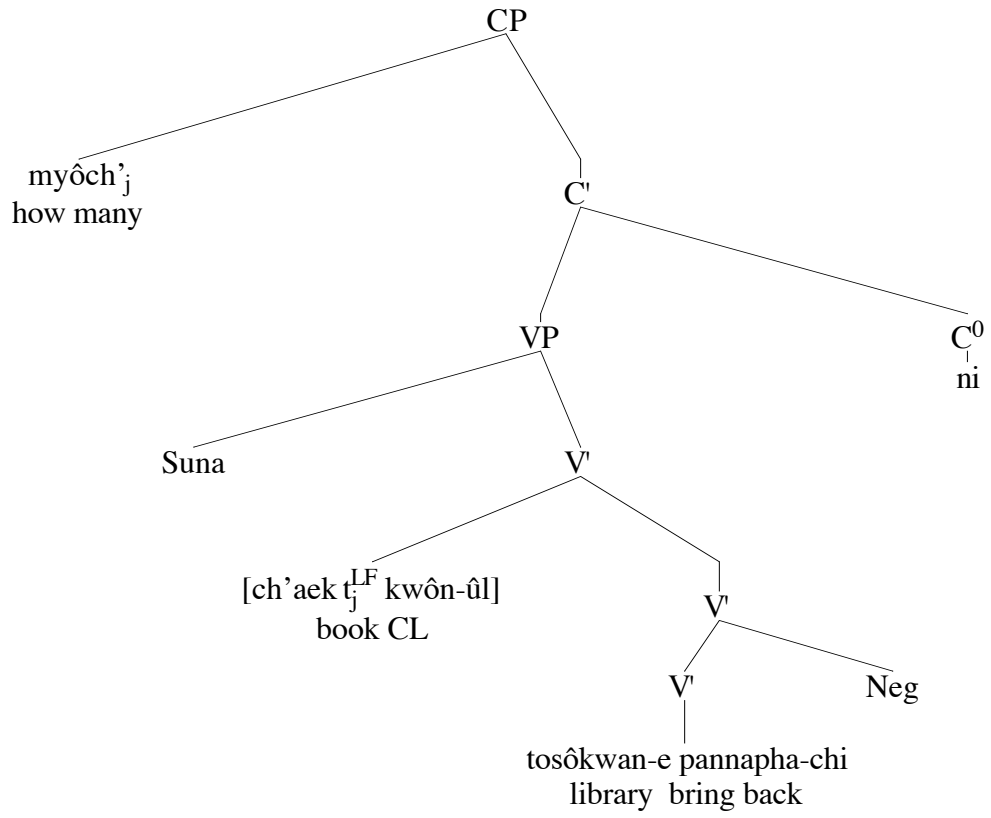 CP
myôch’j
how many
C'
VP
C⁰
ni
Suna
V'
[ch’aek tjLF kwôn-ûl]
book CL
V'
V'
Neg
tosôkwan-e pannapha-chi
library bring back